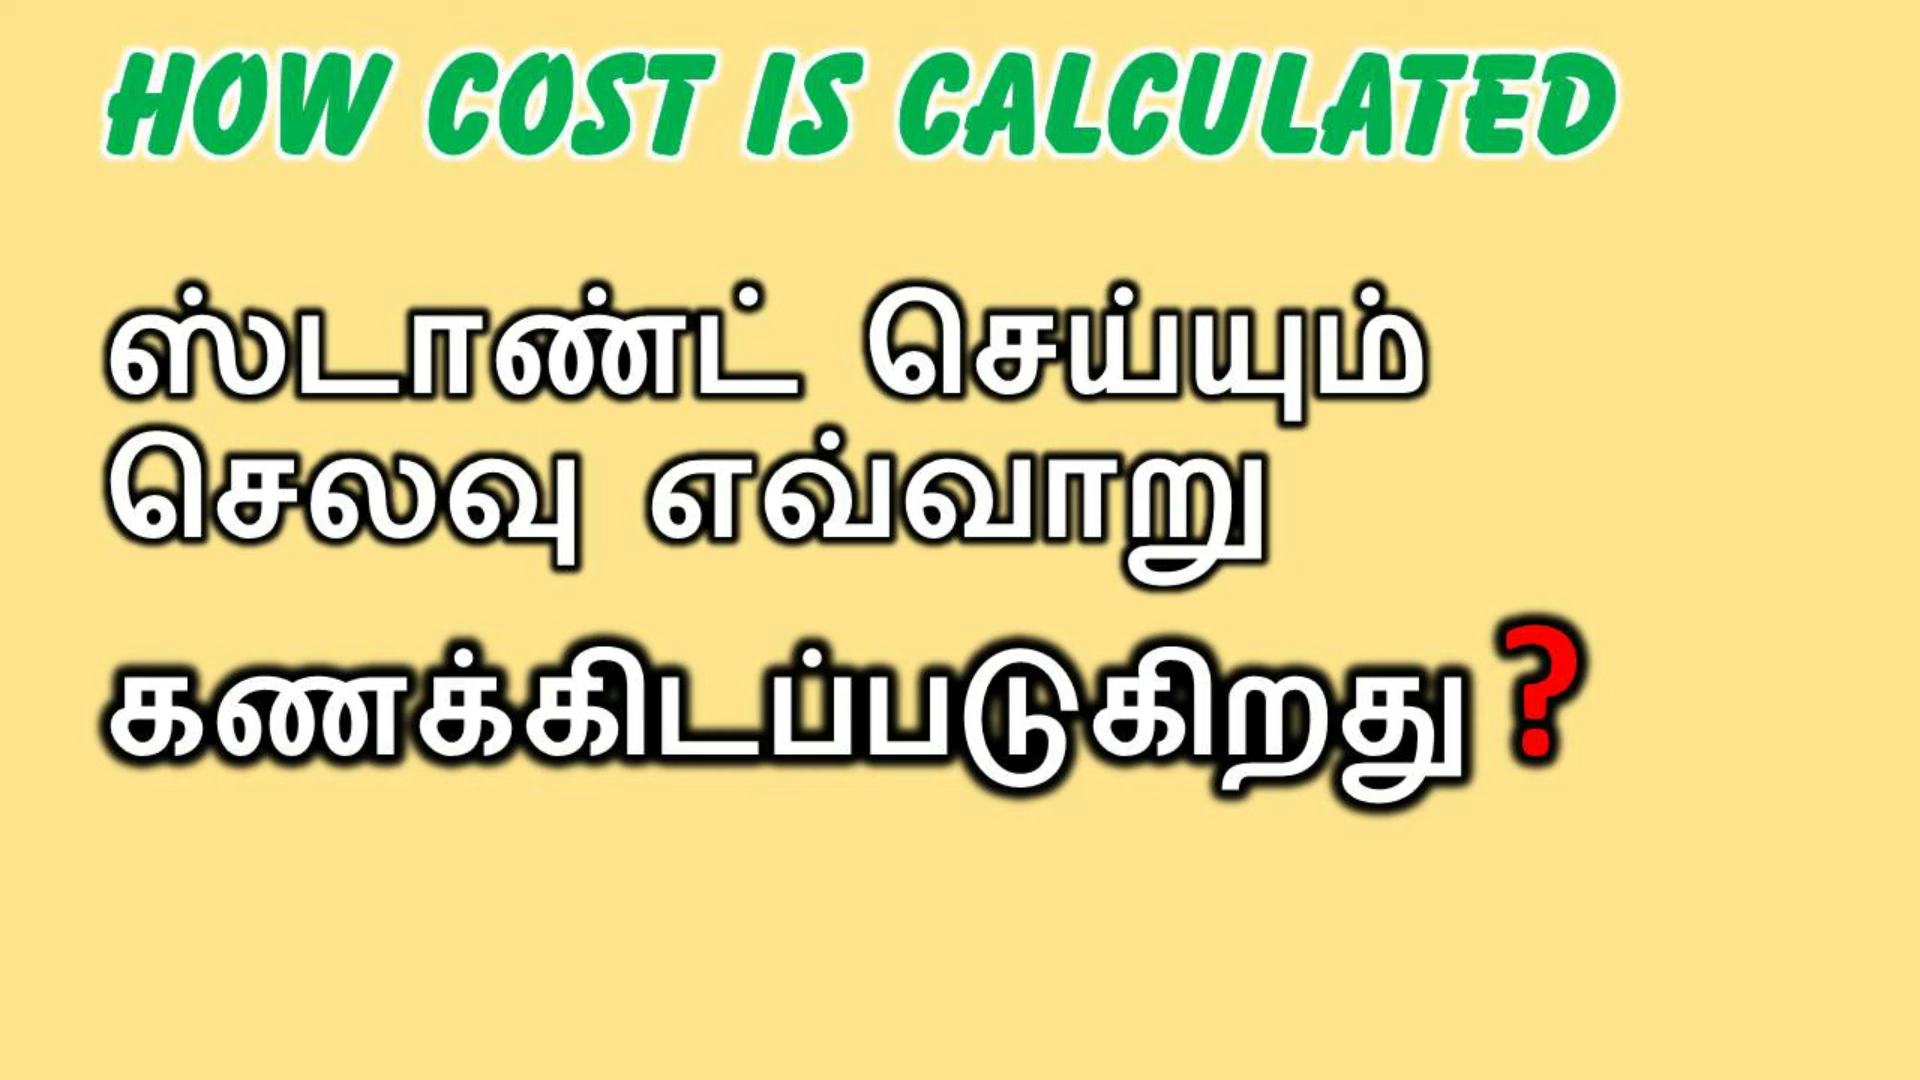 HOW COST IS CALCULATED
ஸ்டாண்ட் செய்யும்
செலவு எவ்வாறு
கணக்கிடப்படுகிறது?